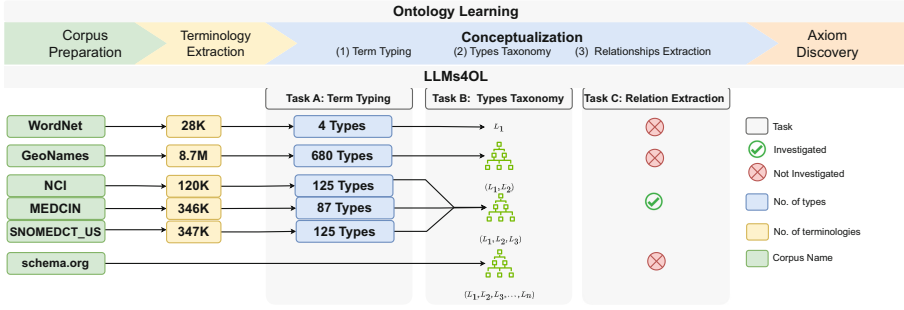 Ontology Learning
Corpus Preparation
Terminology Extraction
Conceptualization
(1) Term Typing (2) Types Taxonomy (3) Relationships Extraction
Axiom Discovery
LLMs4OL
Task A: Term Typing
Task B: Types Taxonomy
Task C: Relation Extraction
WordNet 28K 4 Types L1
GeoNames 8.7M 680 Types
(L1,L2)
NCI 120K 125 Types
MEDCIN 346K 87 Types
SNOMEDCT_US 347K 125 Types
(L1,L2,L3)
schema.org
(L1,L2,L3,...,Ln)
Task
Investigated
Not Investigated
No. of types
No. of terminologies
Corpus Name